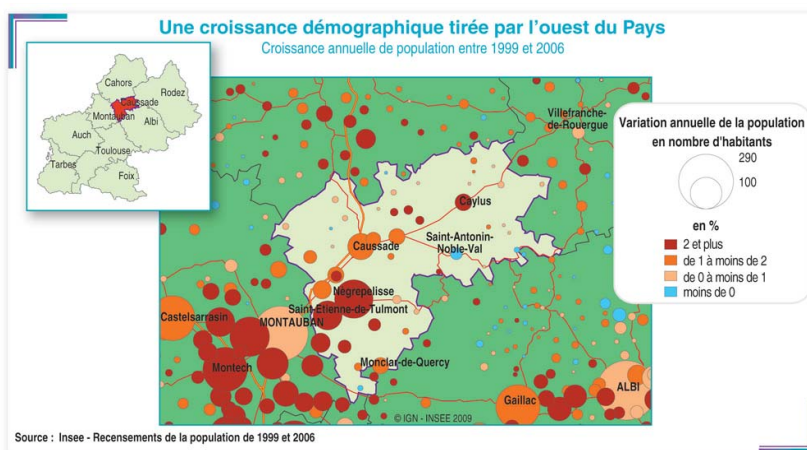 Une croissance démographique tirée par l'ouest du Pays
Croissance annuelle de population entre 1999 et 2006
Cahors
Rodez
Caussade
Montauban
Albi
Auch
Toulouse
Tarbes
Foix
Villefranche-
de-Rouergue
Caylus
Caussade
Saint-Antonin-
Noble-Val
Nègrepelisse
Saint-Etienne-de-Tulmont
Castelsarrasin
MONTAUBAN
Montech
Monclar-de-Quercy
Gaillac
ALBI
© IGN - INSEE 2009
Variation annuelle de la population
en nombre d'habitants
290
100
en %
2 et plus
de 1 à moins de 2
de 0 à moins de 1
moins de 0
Source : Insee - Recensements de la population de 1999 et 2006